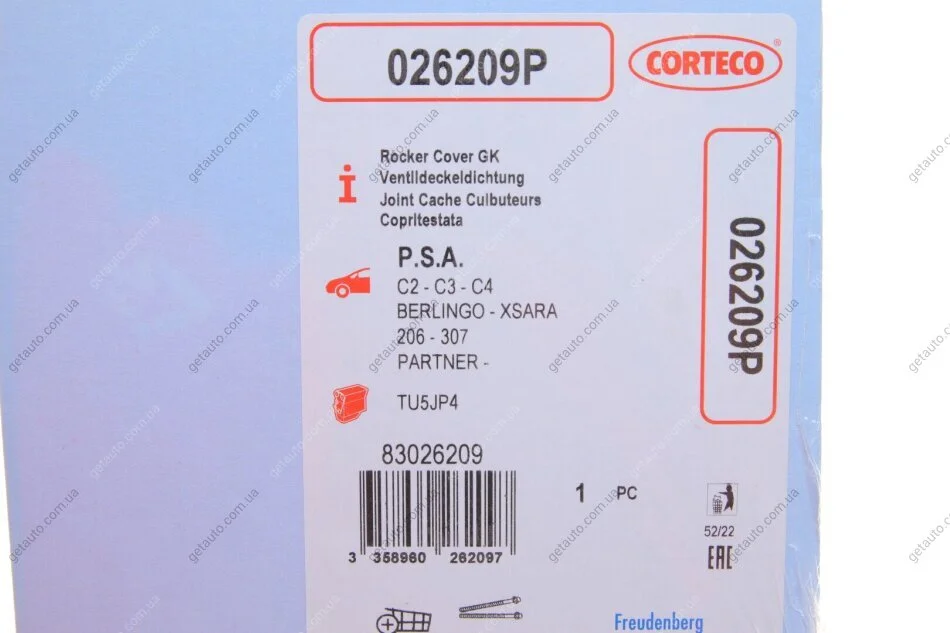 026209P
CORTECO®
i
Rocker Cover GK
Ventildeckeldichtung
Joint Cache Culbuteurs
Copritestata
P.S.A.
C2 - C3 - C4
BERLINGO - XSARA
206 - 307
PARTNER -
TU5JP4
026209P
83026209
3 358960 262097
1 PC
52/22
EAC
Freudenberg
getauto.com.ua